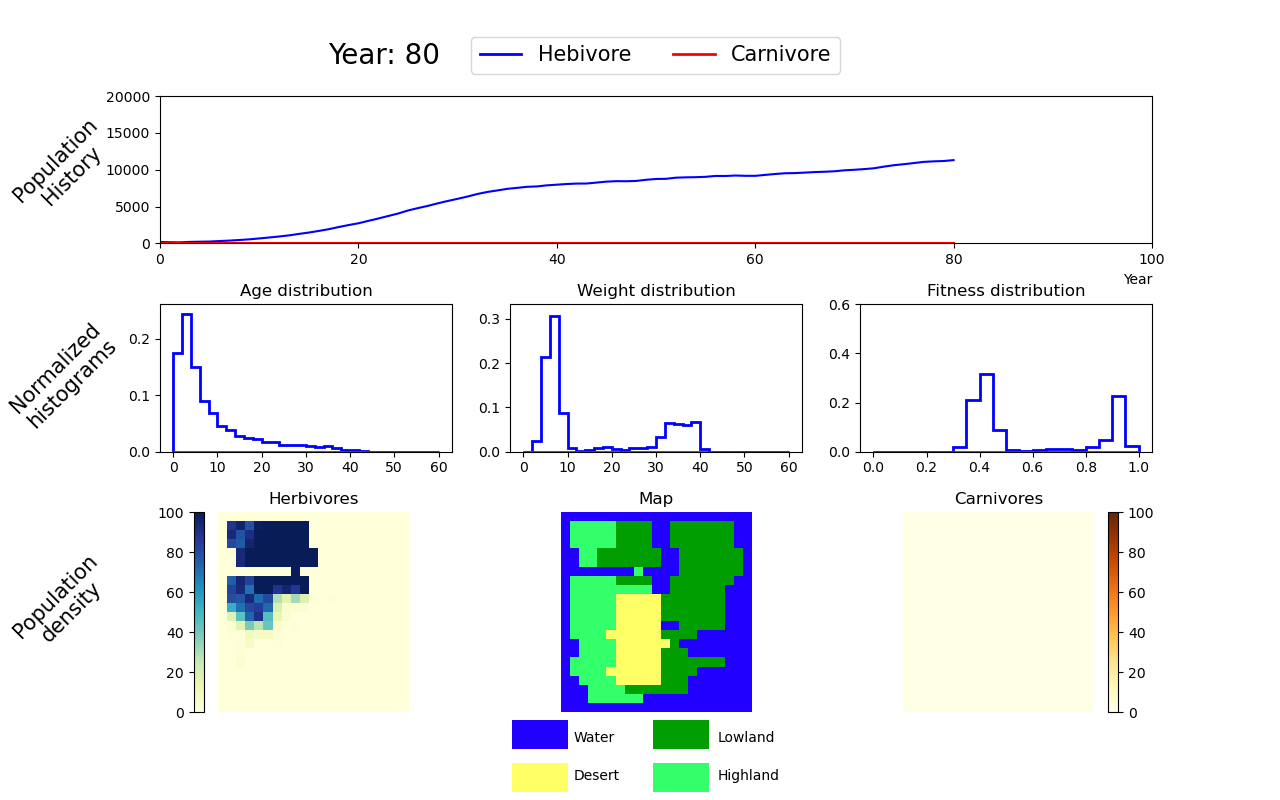 Year: 80
Hebivore
Carnivore
Population
History
20000
15000
10000
5000
0
0
20
40
60
80
100
Year
Normalized
histograms
Age distribution
0.2
0.1
0.0
0
10
20
30
40
50
60
Weight distribution
0.3
0.2
0.1
0.0
0
10
20
30
40
50
60
Fitness distribution
0.6
0.4
0.2
0.0
0.0
0.2
0.4
0.6
0.8
1.0
Population
density
Herbivores
100
80
60
40
20
0
Map
Carnivores
100
80
60
40
20
0
Water
Lowland
Desert
Highland